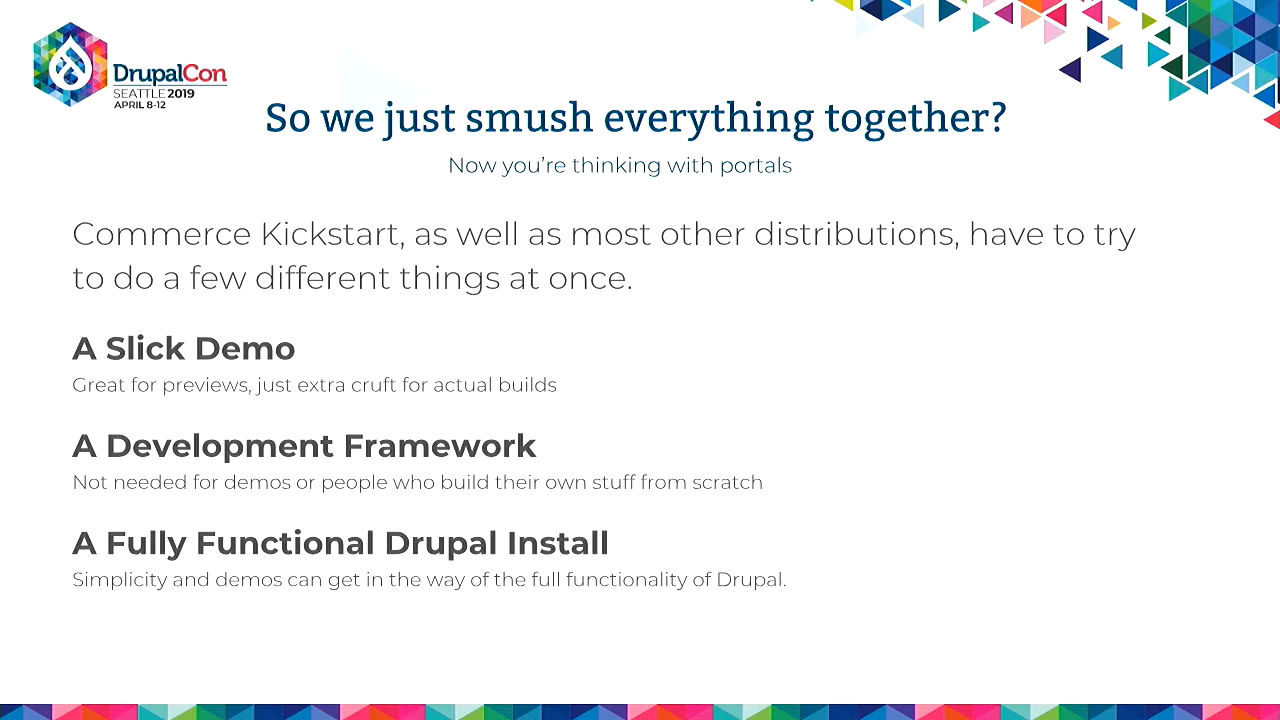 DrupalCon
SEATTLE 2019
APRIL 8-12
So we just smush everything together?
Now you’re thinking with portals
Commerce Kickstart, as well as most other distributions, have to try
to do a few different things at once.
A Slick Demo
Great for previews, just extra cruft for actual builds
A Development Framework
Not needed for demos or people who build their own stuff from scratch
A Fully Functional Drupal Install
Simplicity and demos can get in the way of the full functionality of Drupal.